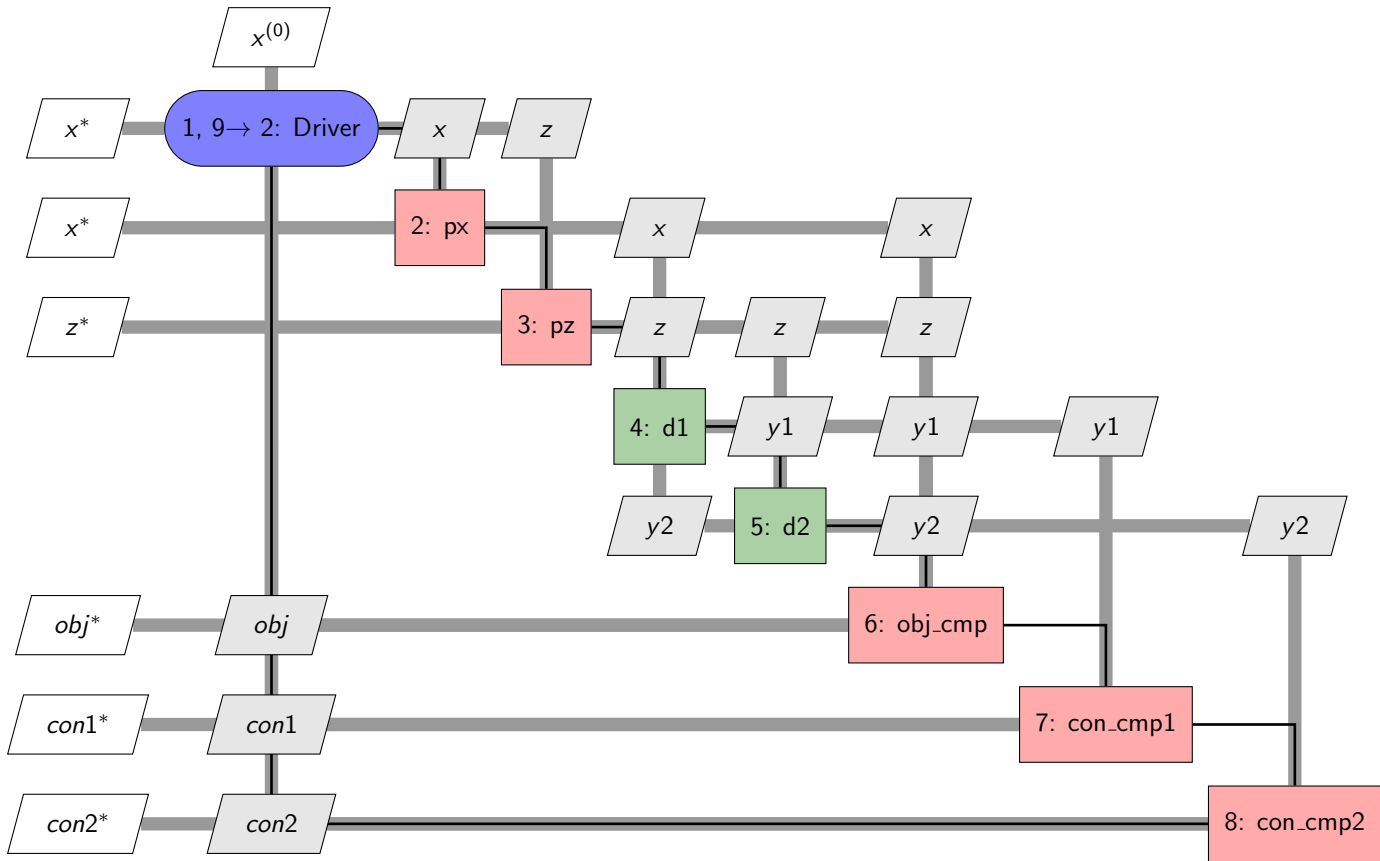 x(0)
x* 1, 9→ 2: Driver x z
x* 2: px x x
z* 3: pz z z z
4: d1 y1 y1 y1
y2 5: d2 y2 y2
obj* obj 6: obj_cmp
con1* con1 7: con_cmp1
con2* con2 8: con_cmp2